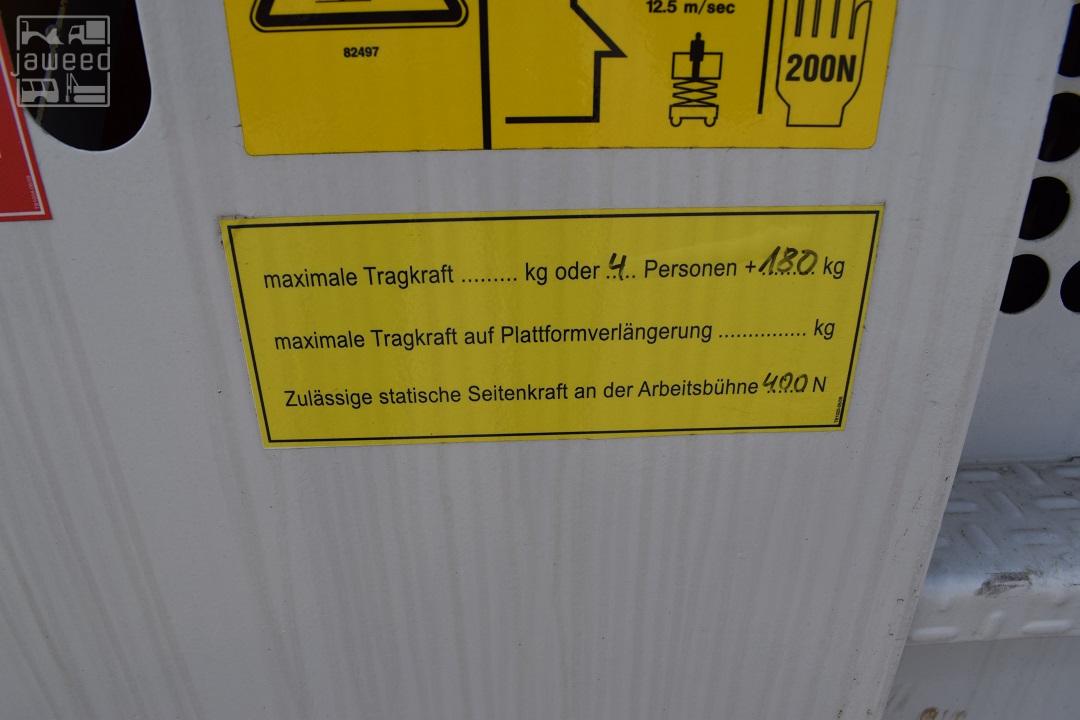 jaweed
82497
12.5 m/sec
200N
maximale Tragkraft ......... kg oder 4 Personen + 180 kg
maximale Tragkraft auf Plattformverlängerung ............... kg
Zulässige statische Seitenkraft an der Arbeitsbühne 400 N